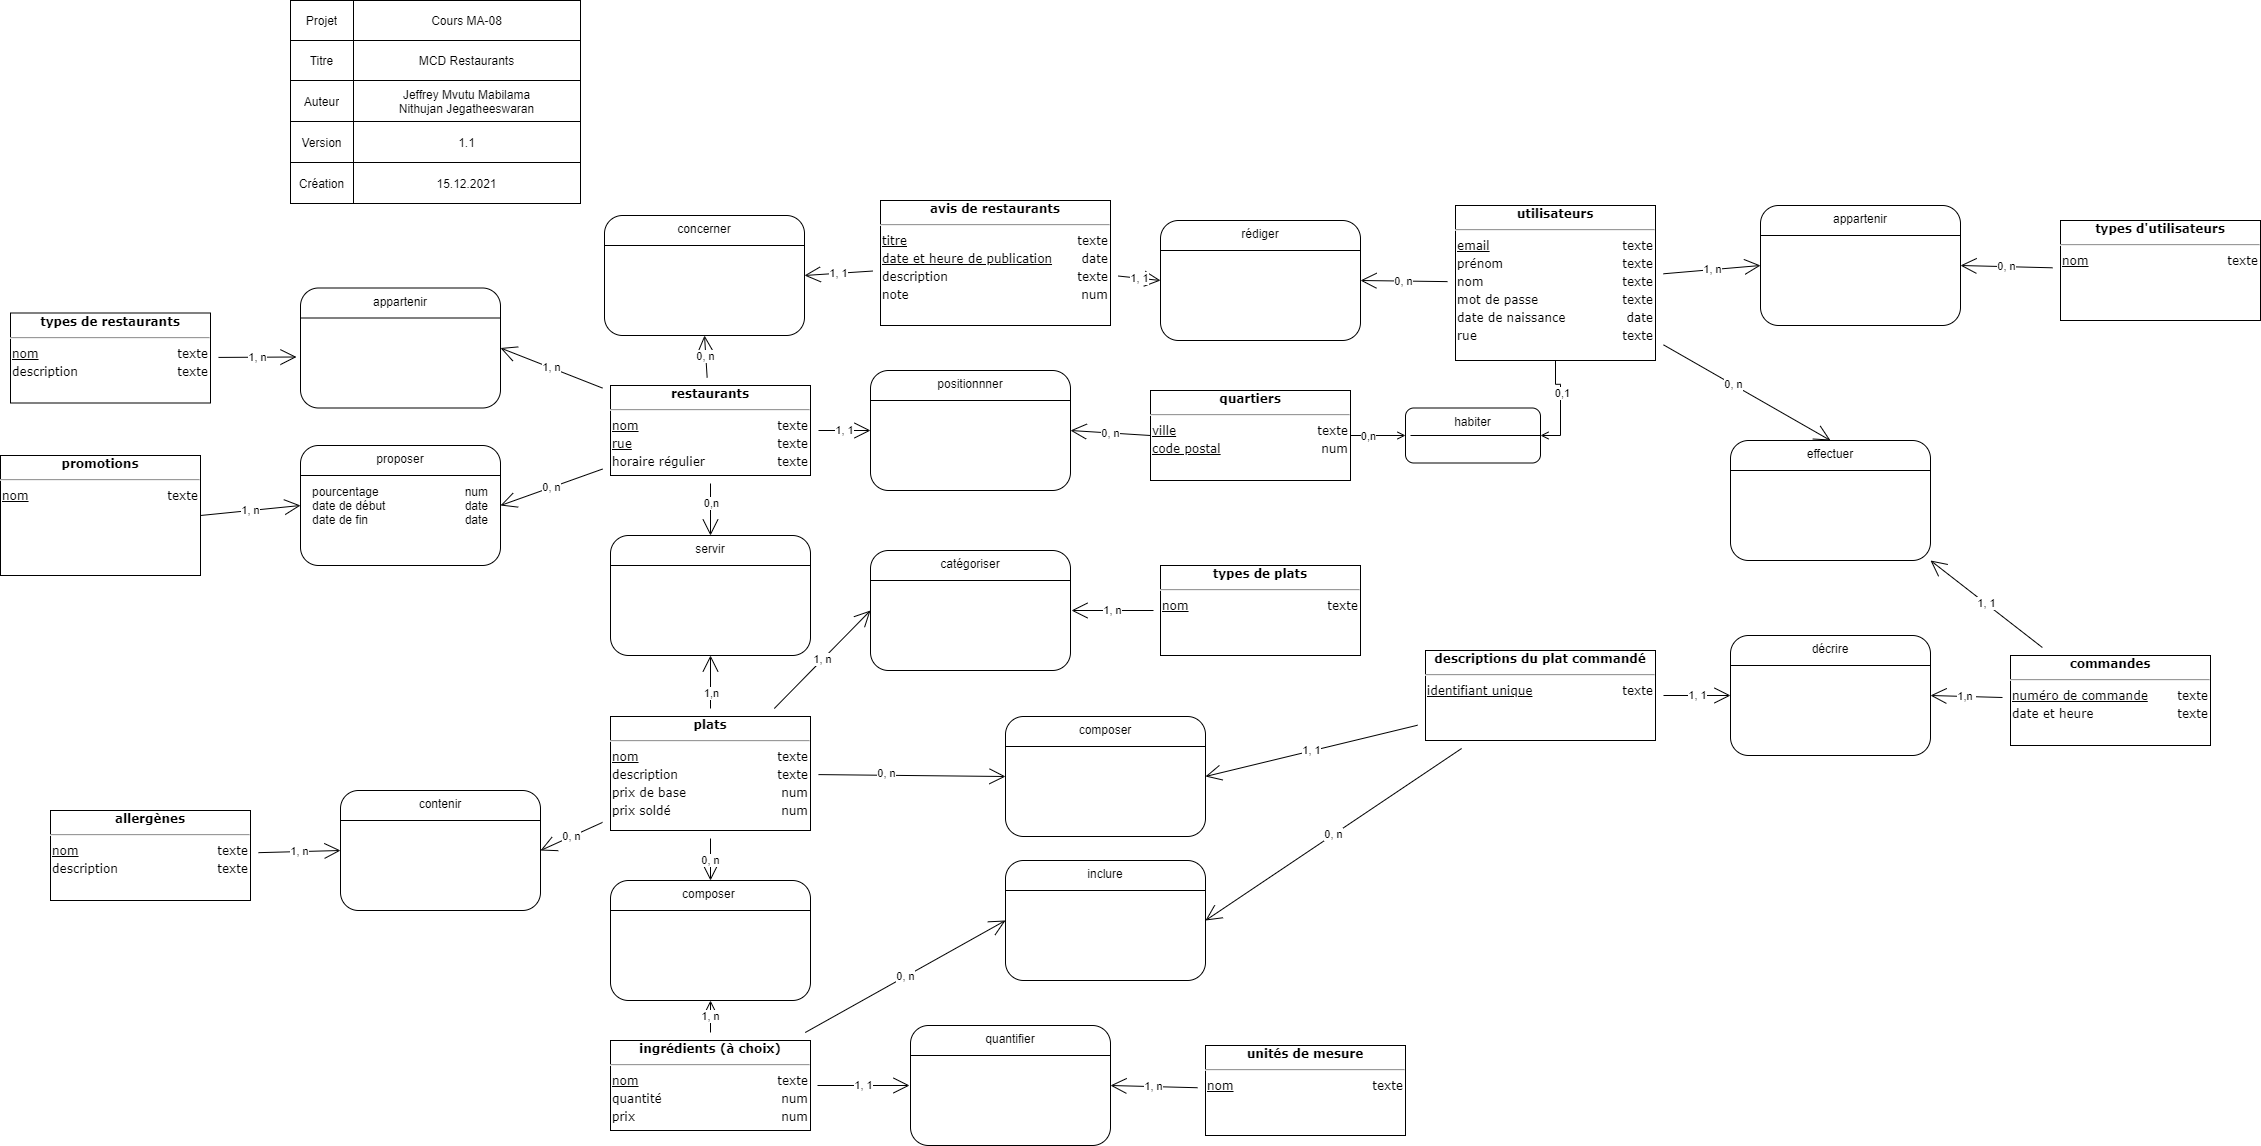 Projet Cours MA-08
Titre MCD Restaurants
Auteur Jeffrey Mvutu Mabilama
Nithujan Jegatheeswaran
Version 1.1
Création 15.12.2021
concerner
avis de restaurants
titre texte
date et heure de publication date
description texte
note num
rédiger
utilisateurs
email texte
prénom texte
nom texte
mot de passe texte
date de naissance date
rue texte
appartenir
types d'utilisateurs
nom texte
1, 1
1, 1
0, n
1, n
0, n
types de restaurants
nom texte
description texte
1, n
appartenir
1, n
0, n
restaurants
nom texte
rue texte
horaire régulier texte
1, 1
positionnner
0, n
quartiers
ville texte
code postal num
0,n
habiter
0,1
0, n
effectuer
promotions
nom texte
1, n
proposer
pourcentage num
date de début date
date de fin date
0, n
0,n
servir
catégoriser
1, n
types de plats
nom texte
1, 1
1, n
1,n
descriptions du plat commandé
identifiant unique texte
1, 1
décrire
1,n
commandes
numéro de commande texte
date et heure texte
plats
nom texte
description texte
prix de base num
prix soldé num
0, n
composer
1, 1
allergènes
nom texte
description texte
1, n
contenir
0, n
0, n
composer
inclure
0, n
0, n
1, n
ingrédients (à choix)
nom texte
quantité num
prix num
1, 1
quantifier
1, n
unités de mesure
nom texte